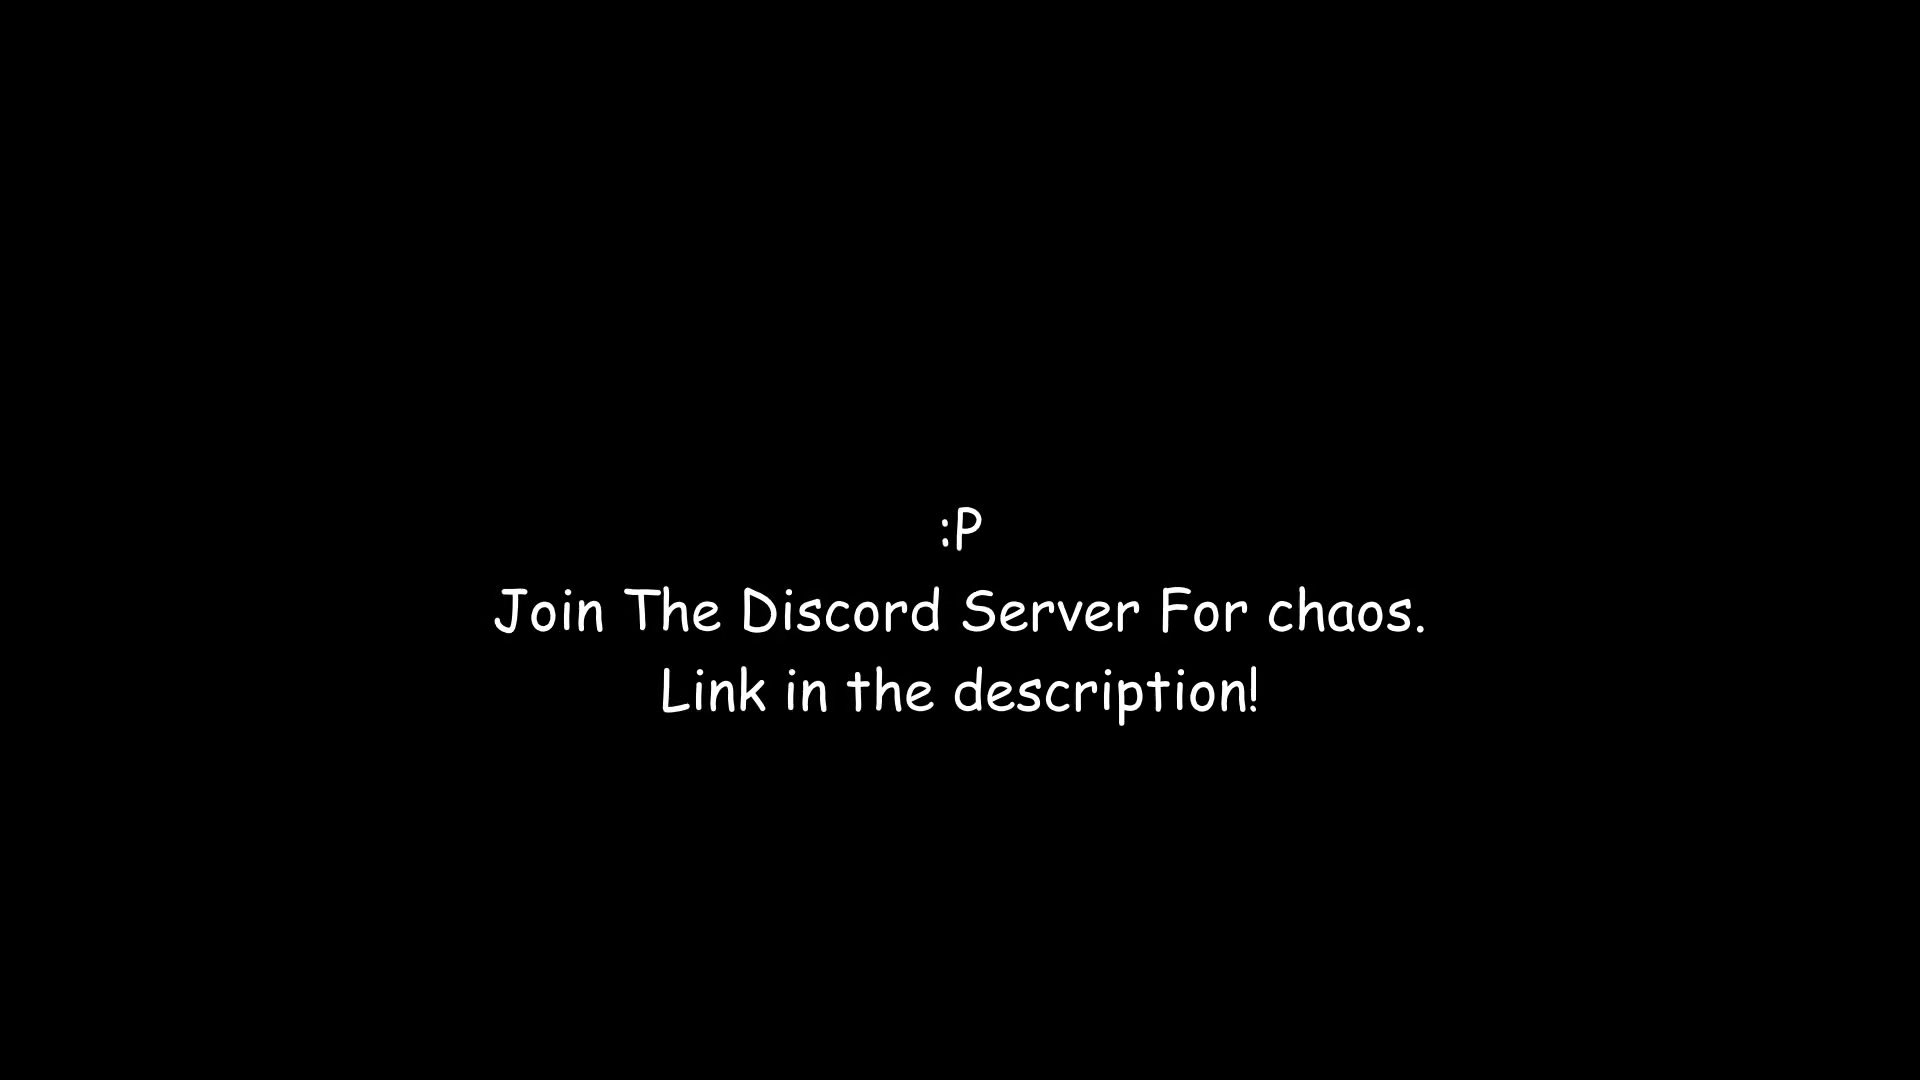 :P
Join The Discord Server For chaos.
Link in the description!